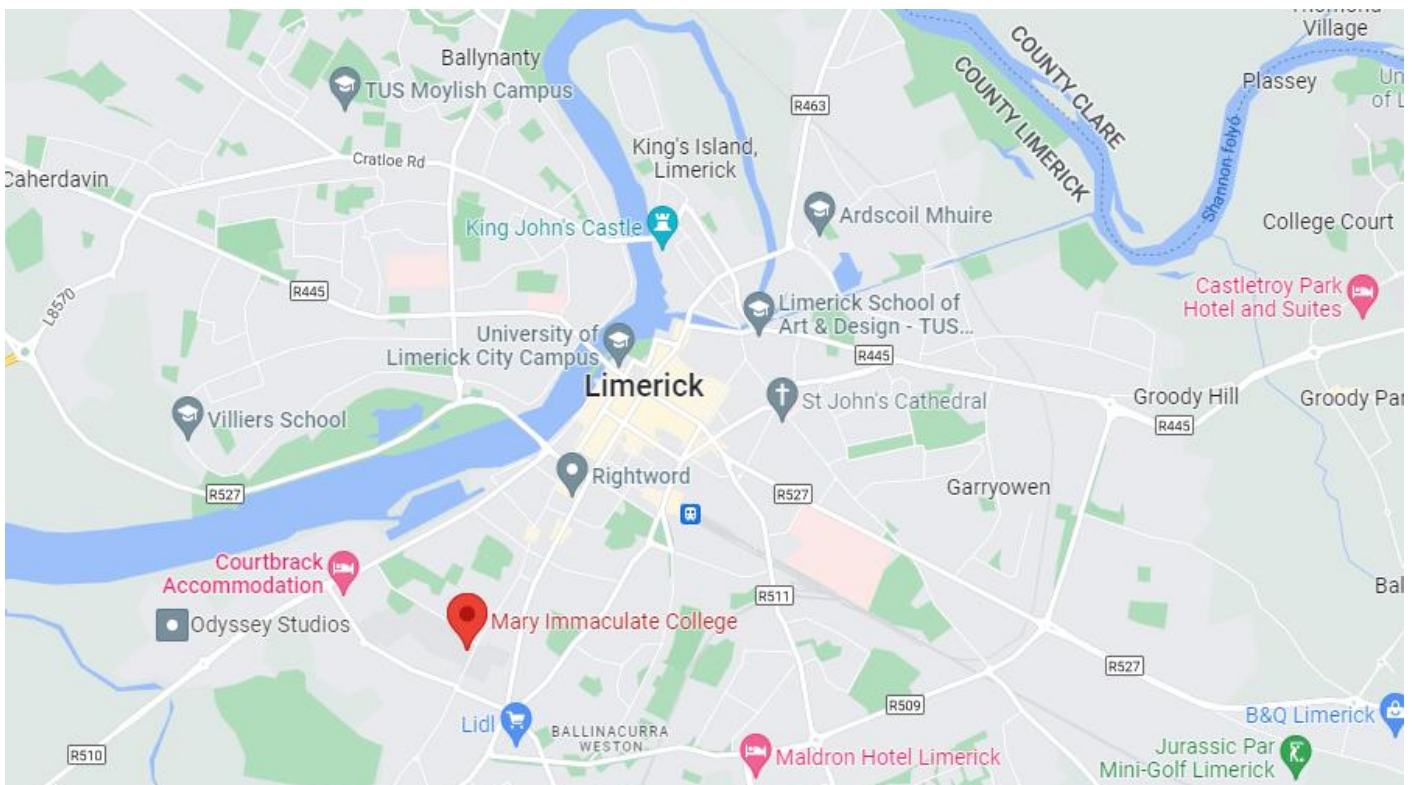 Village
Ballynanty
COUNTY CLARE
COUNTY LIMERICK
Plassey
Un
of L
TUS Moylish Campus
R463
King's Island,
Limerick
Cratloe Rd
Caherdavin
Shannon folyó
King John's Castle
Ardscoil Mhuire
College Court
L8570
R445
Castletroy Park
Hotel and Suites
Limerick School of
Art & Design - TUS...
University of
Limerick City Campus
R445
Limerick
Groody Hill
Groody Par
St John's Cathedral
Villiers School
R445
Rightword
R527
R527
Garryowen
Courtbrack
Accommodation
R511
Bal
Odyssey Studios
Mary Immaculate College
R527
R509
Lidl
BALLINACURRA
WESTON
B&Q Limerick
R510
Maldron Hotel Limerick
Jurassic Par
Mini-Golf Limerick